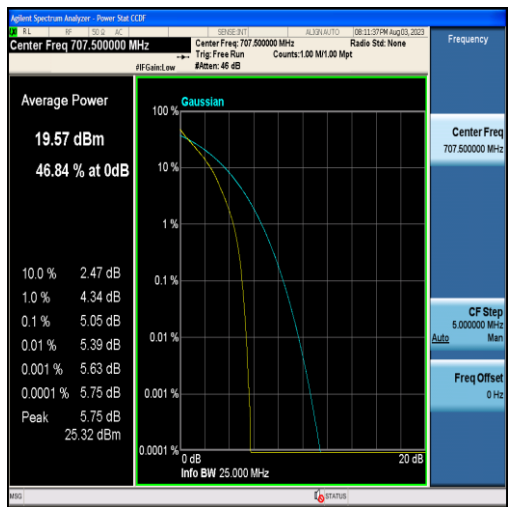 Agilent Spectrum Analyzer - Power Stat CCDF
RL RF 50 Ω AC SENSE:INT ALIGN AUTO 08:11:37PM Aug 03, 2023
Center Freq 707.500000 MHz
Center Freq: 707.500000 MHz Radio Std: None
Trig: Free Run Counts:1.00 M/1.00 Mpt
#IFGain:Low #Atten: 46 dB
Frequency
Average Power
19.57 dBm
46.84 % at 0dB
10.0 % 2.47 dB
1.0 % 4.34 dB
0.1 % 5.05 dB
0.01 % 5.39 dB
0.001 % 5.63 dB
0.0001 % 5.75 dB
Peak 5.75 dB
25.32 dBm
Gaussian
100 %
10 %
1 %
0.1 %
0.01 %
0.001 %
0.0001 %
0 dB 20 dB
Info BW 25.000 MHz
Center Freq
707.500000 MHz
CF Step
5.000000 MHz
Auto Man
Freq Offset
0 Hz
MSG STATUS